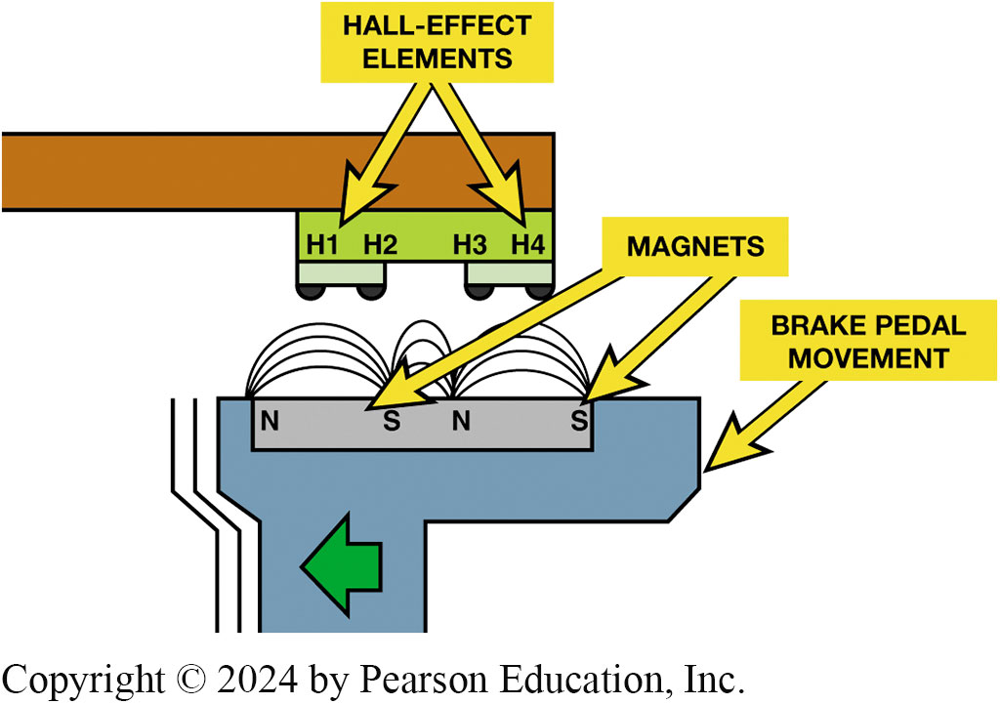 HALL-EFFECT
ELEMENTS
H1 H2 H3 H4
MAGNETS
BRAKE PEDAL
MOVEMENT
N S N S
Copyright © 2024 by Pearson Education, Inc.